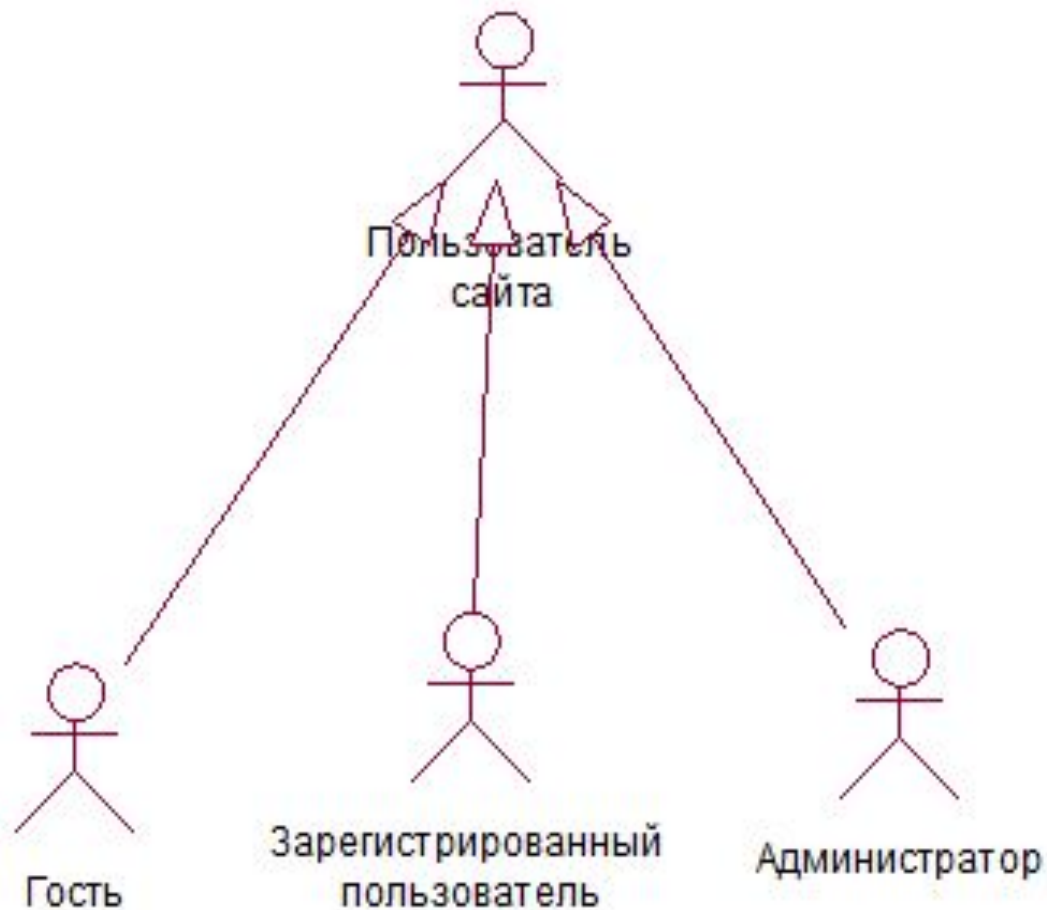 Пользователь
сайта
Зарегистрированный
пользователь
Администратор
Гость